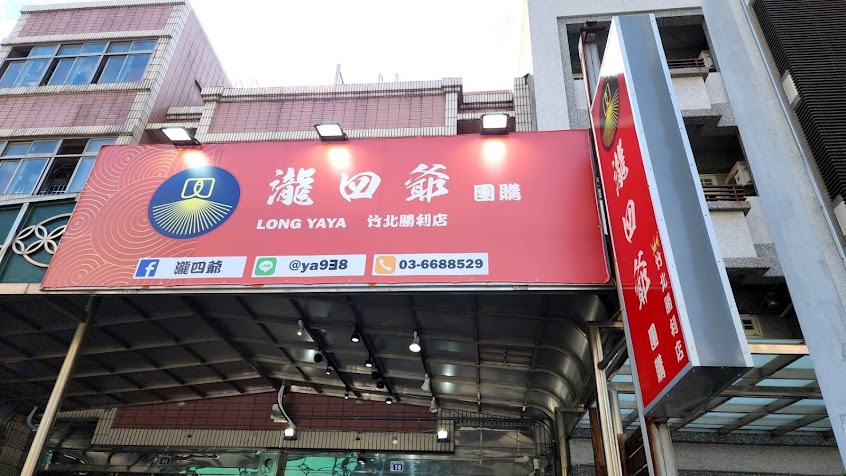 瀧四爺 團購
LONG YAYA 竹北勝利店
瀧四爺
@ya938
03-6688529
瀧四爺 團購
竹北勝利店